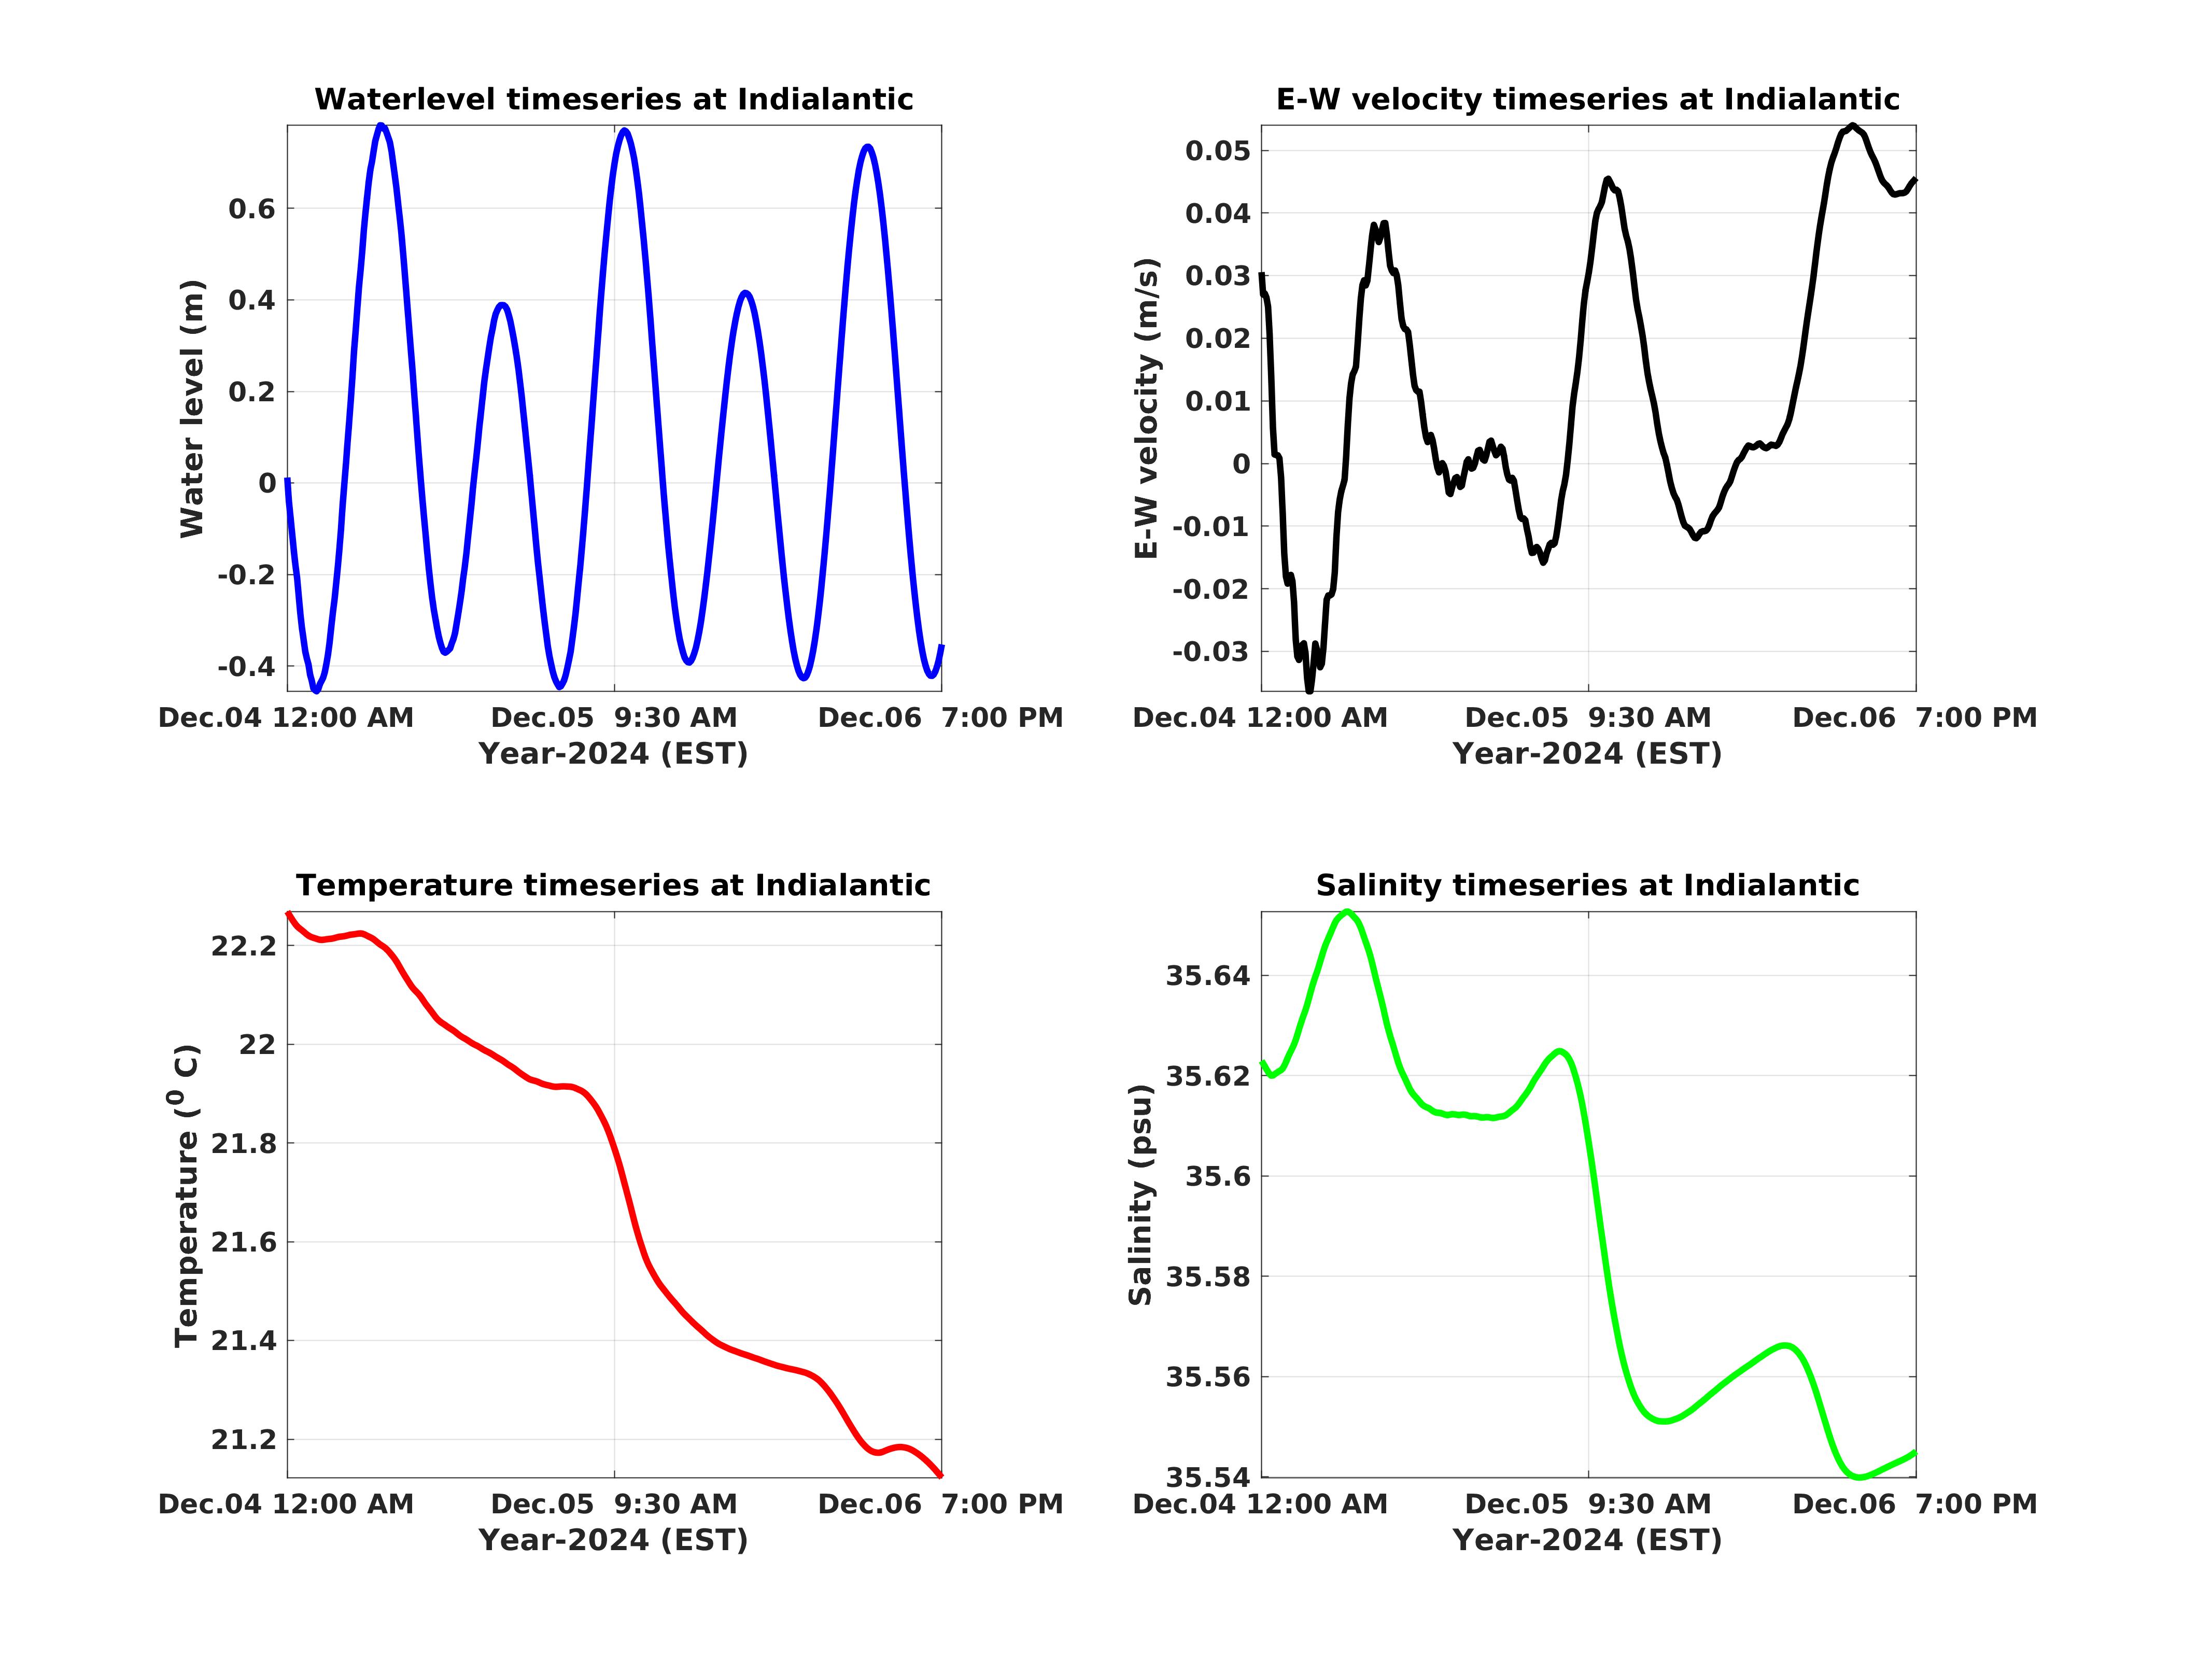 Waterlevel timeseries at Indialantic
0.6
0.4
0.2
0
-0.2
-0.4
Water level (m)
Dec.04 12:00 AM
Dec.05 9:30 AM
Dec.06 7:00 PM
Year-2024 (EST)
E-W velocity timeseries at Indialantic
0.05
0.04
0.03
0.02
0.01
0
-0.01
-0.02
-0.03
E-W velocity (m/s)
Dec.04 12:00 AM
Dec.05 9:30 AM
Dec.06 7:00 PM
Year-2024 (EST)
Temperature timeseries at Indialantic
22.2
22
21.8
21.6
21.4
21.2
Temperature (⁰ C)
Dec.04 12:00 AM
Dec.05 9:30 AM
Dec.06 7:00 PM
Year-2024 (EST)
Salinity timeseries at Indialantic
35.64
35.62
35.6
35.58
35.56
35.54
Salinity (psu)
Dec.04 12:00 AM
Dec.05 9:30 AM
Dec.06 7:00 PM
Year-2024 (EST)